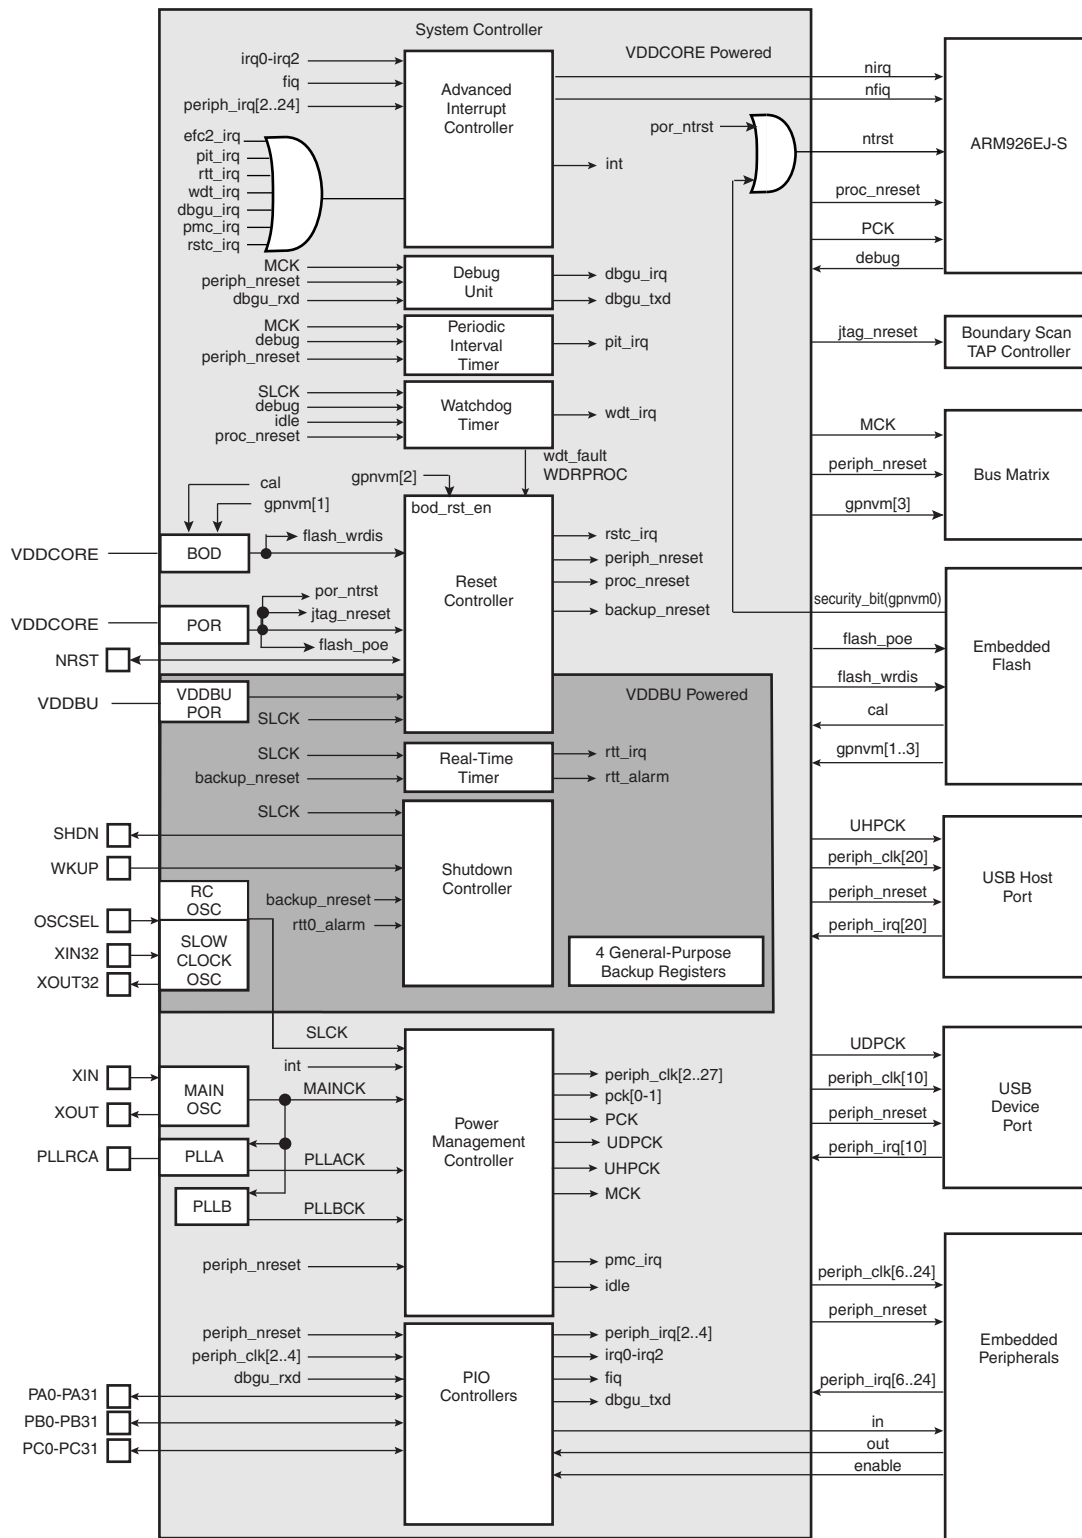 System Controller
VDDCORE Powered
irq0-irq2
fiq
periph_irq[2..24]
efc2_irq
pit_irq
rtt_irq
wdt_irq
dbgu_irq
pmc_irq
rstc_irq
Advanced
Interrupt
Controller
int
por_ntrst
nirq
nfiq
ntrst
proc_nreset
PCK
debug
ARM926EJ-S
MCK
periph_nreset
dbgu_rxd
Debug
Unit
dbgu_irq
dbgu_txd
MCK
debug
periph_nreset
Periodic
Interval
Timer
pit_irq
jtag_nreset
Boundary Scan
TAP Controller
SLCK
debug
idle
proc_nreset
Watchdog
Timer
wdt_irq
wdt_fault
WDRPROC
MCK
periph_nreset
gpnvm[3]
Bus Matrix
gpnvm[2]
cal
gpnvm[1]
bod_rst_en
VDDCORE
BOD
flash_wrdis
Reset
Controller
rstc_irq
periph_nreset
proc_nreset
backup_nreset
VDDCORE
POR
por_ntrst
jtag_nreset
flash_poe
NRST
security_bit(gpnvm0)
flash_poe
flash_wrdis
cal
gpnvm[1..3]
Embedded
Flash
VDDBU
VDDBU
POR
SLCK
VDDBU Powered
SLCK
backup_nreset
Real-Time
Timer
rtt_irq
rtt_alarm
SLCK
SHDN
WKUP
backup_nreset
rtt0_alarm
Shutdown
Controller
4 General-Purpose
Backup Registers
UHPCK
periph_clk[20]
periph_nreset
periph_irq[20]
USB Host
Port
RC
OSC
OSCSEL
XIN32
XOUT32
SLOW
CLOCK
OSC
SLCK
int
XIN
XOUT
MAIN
OSC
MAINCK
PLLRCA
PLLA
PLLACK
PLLB
PLLBCK
periph_nreset
Power
Management
Controller
periph_clk[2..27]
pck[0-1]
PCK
UDPCK
UHPCK
MCK
pmc_irq
idle
UDPCK
periph_clk[10]
periph_nreset
periph_irq[10]
USB
Device
Port
periph_nreset
periph_clk[2..4]
dbgu_rxd
PA0-PA31
PB0-PB31
PC0-PC31
PIO
Controllers
periph_irq[2..4]
irq0-irq2
fiq
dbgu_txd
periph_clk[6..24]
periph_nreset
periph_irq[6..24]
in
out
enable
Embedded
Peripherals